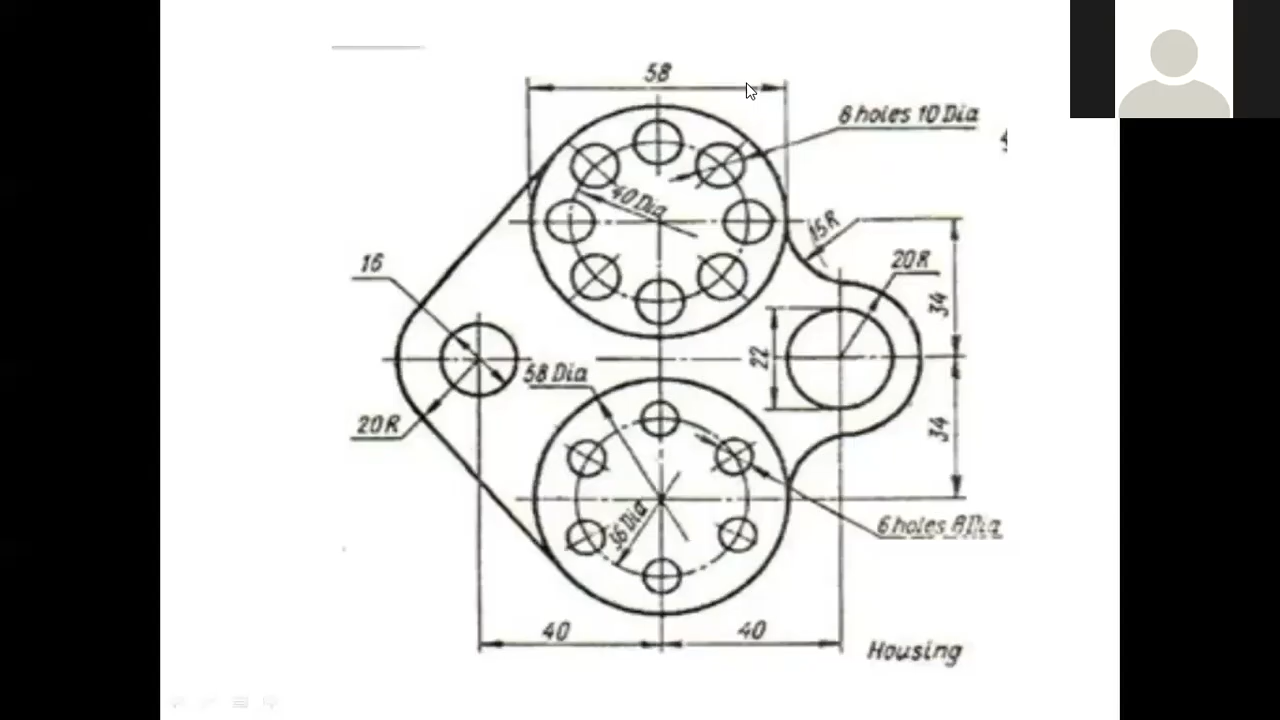 58
8 holes 10 Dia
40 Dia
15R
20R
16
34
22
58 Dia
20R
34
36 Dia
6 holes 8 Dia
40
40
Housing